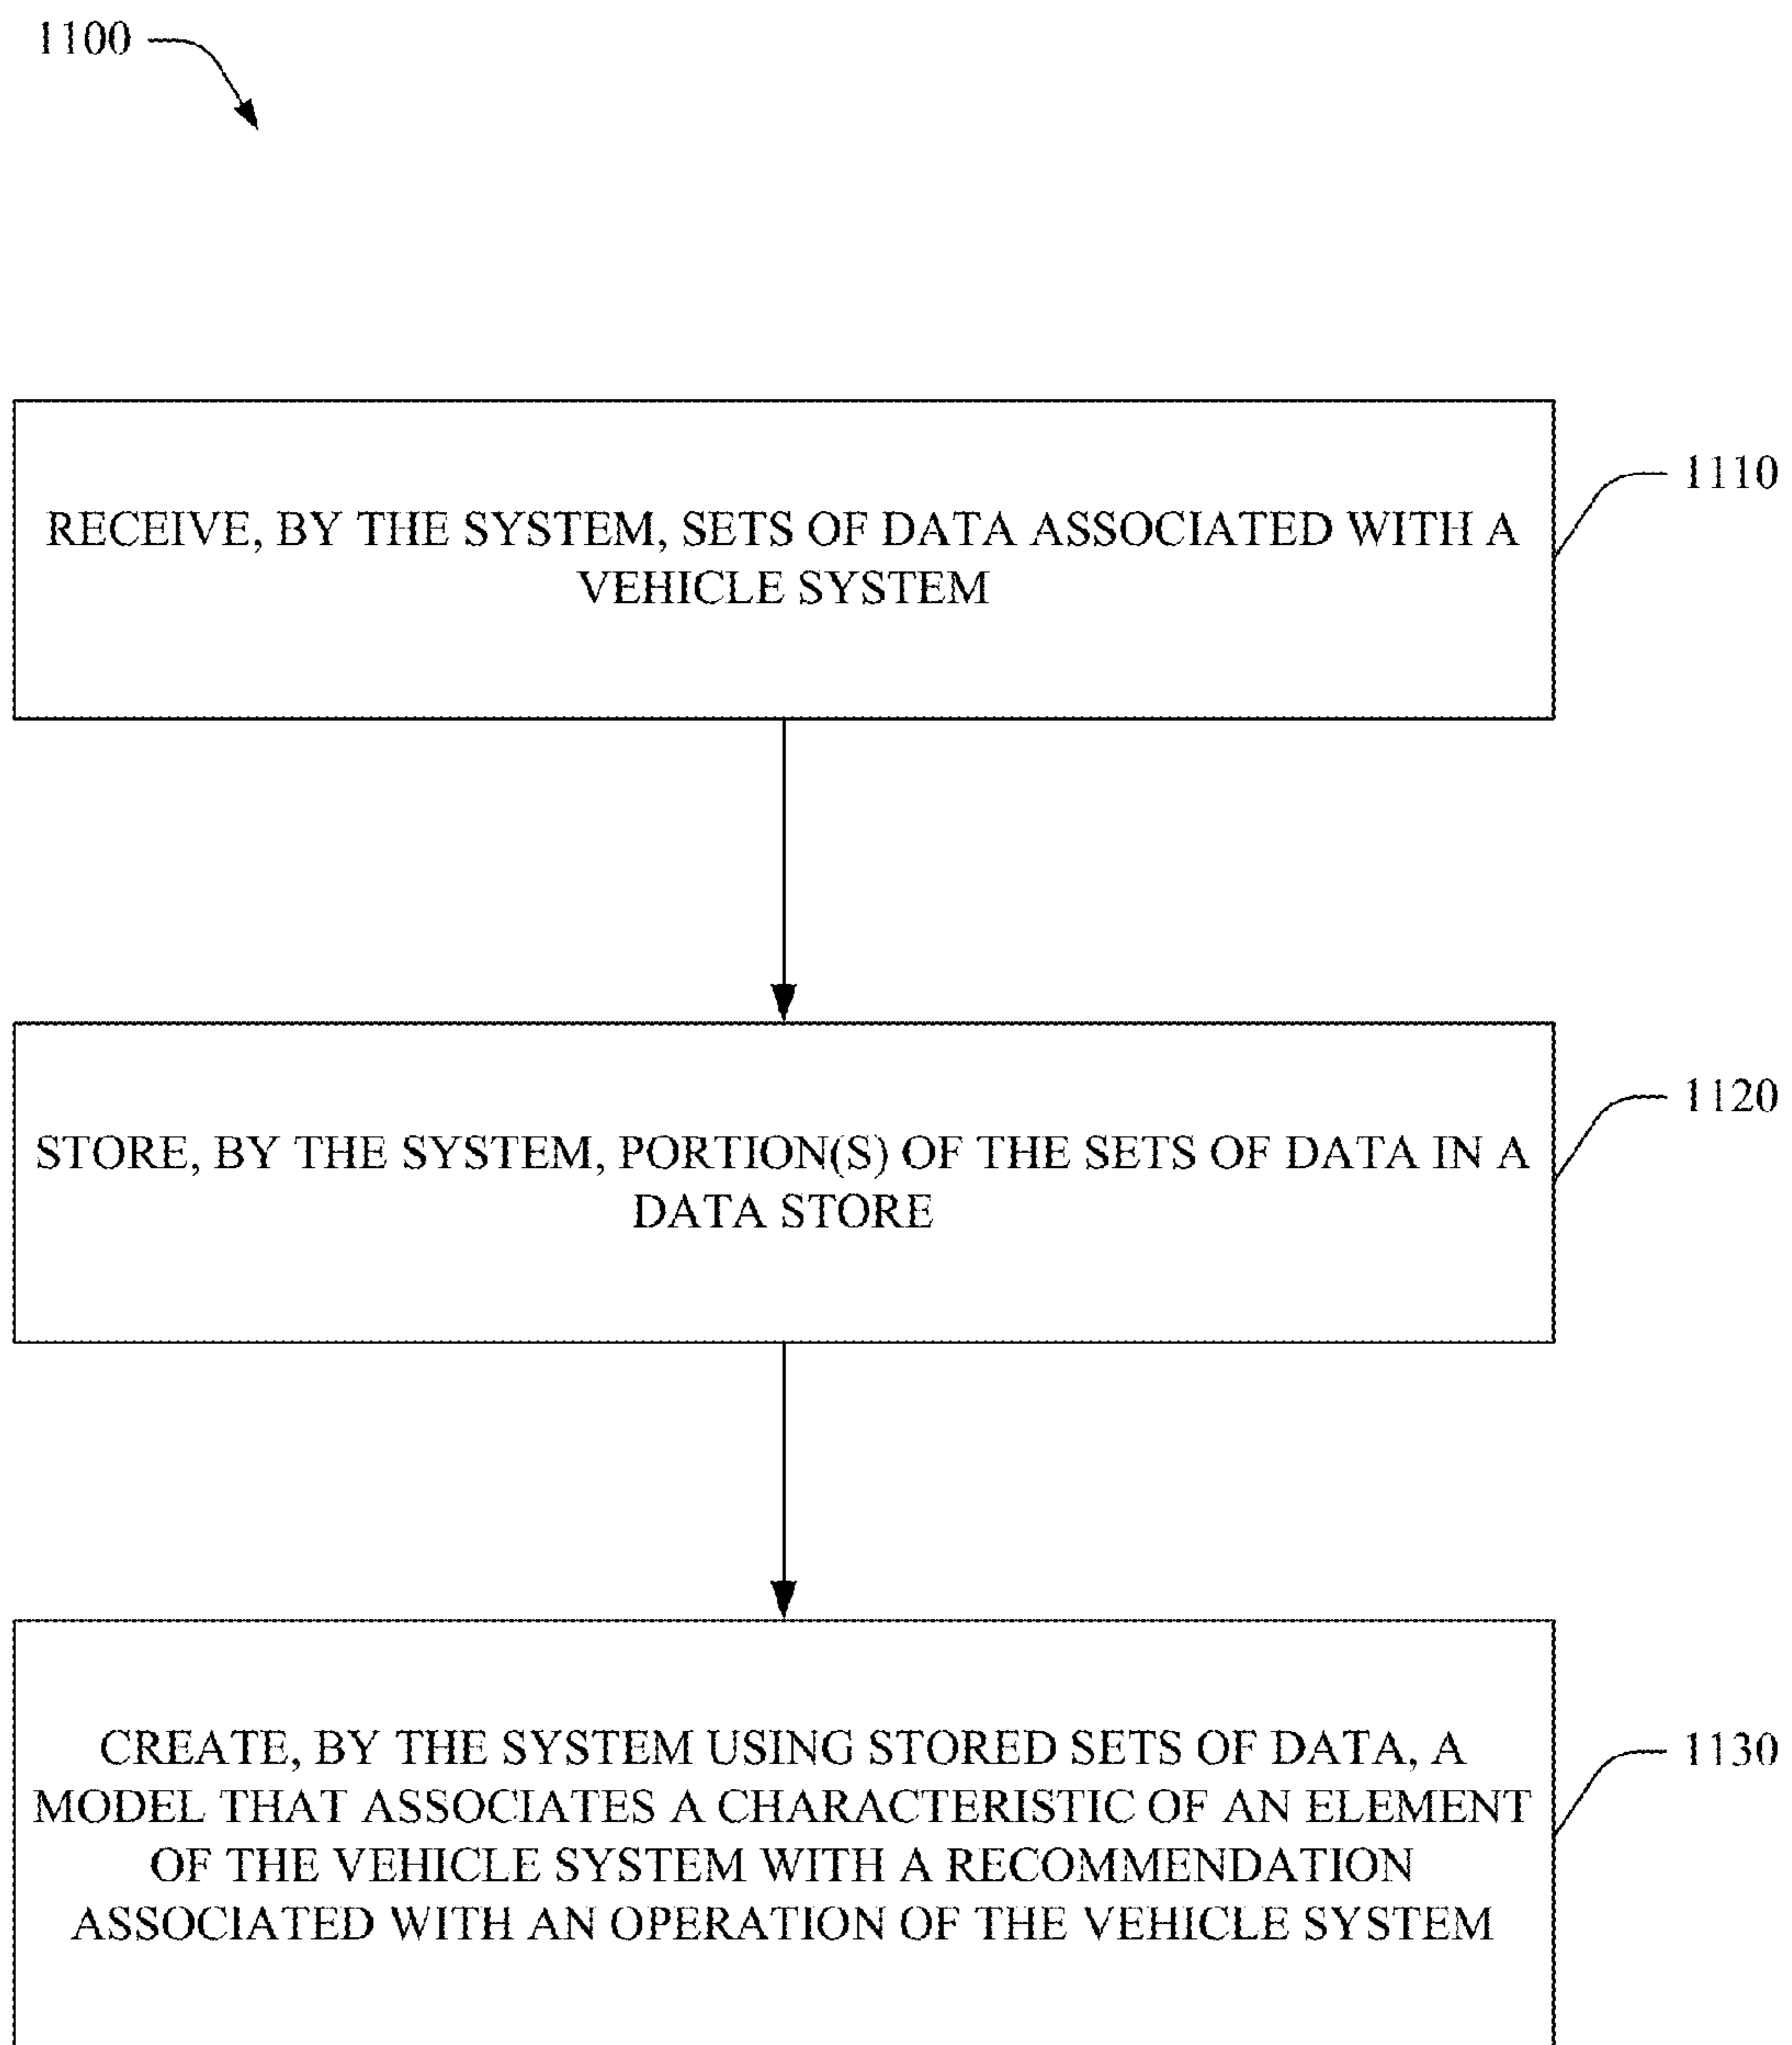 1100
RECEIVE, BY THE SYSTEM, SETS OF DATA ASSOCIATED WITH A
VEHICLE SYSTEM
1110
STORE, BY THE SYSTEM, PORTION(S) OF THE SETS OF DATA IN A
DATA STORE
1120
CREATE, BY THE SYSTEM USING STORED SETS OF DATA, A
MODEL THAT ASSOCIATES A CHARACTERISTIC OF AN ELEMENT
OF THE VEHICLE SYSTEM WITH A RECOMMENDATION
ASSOCIATED WITH AN OPERATION OF THE VEHICLE SYSTEM
1130